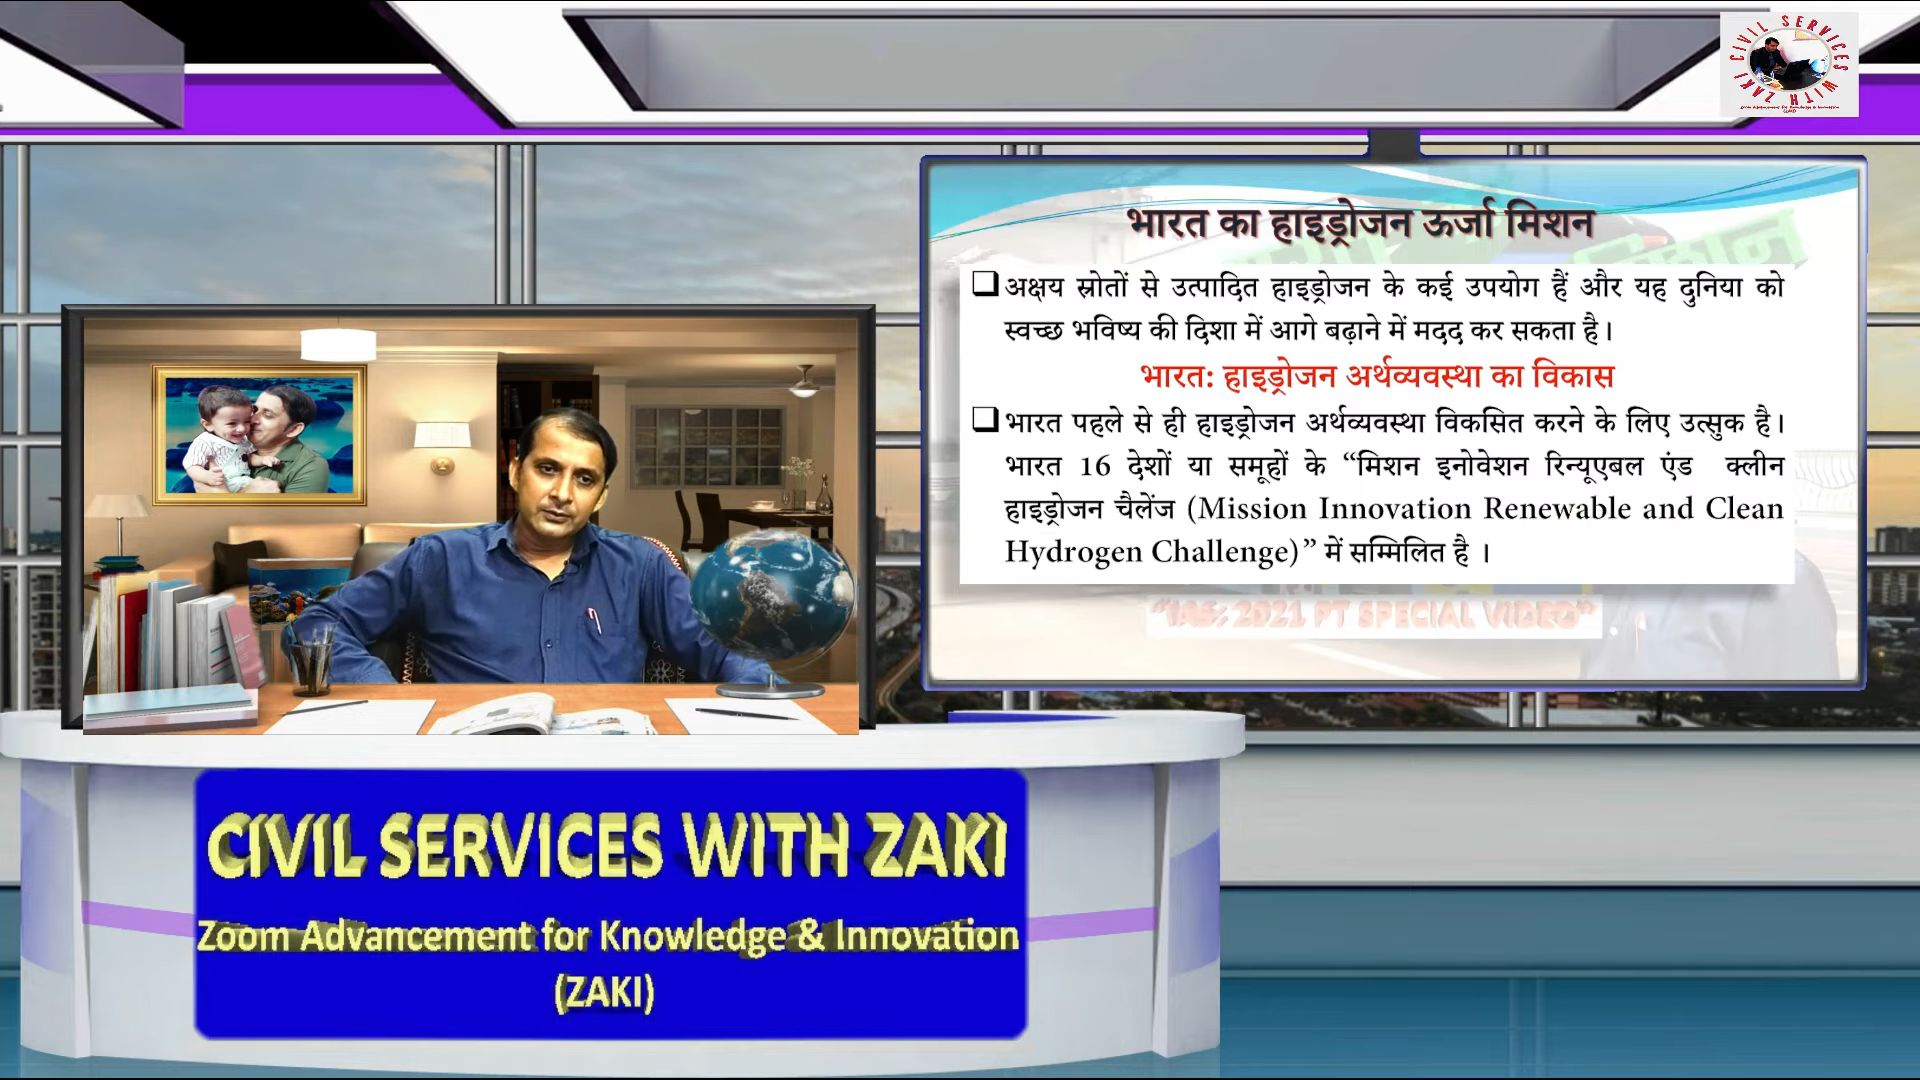 CIVIL SERVICES WITH ZAKI
भारत का हाइड्रोजन ऊर्जा मिशन
अक्षय स्रोतों से उत्पादित हाइड्रोजन के कई उपयोग हैं और यह दुनिया को
स्वच्छ भविष्य की दिशा में आगे बढ़ाने में मदद कर सकता है।
भारत: हाइड्रोजन अर्थव्यवस्था का विकास
भारत पहले से ही हाइड्रोजन अर्थव्यवस्था विकसित करने के लिए उत्सुक है।
भारत 16 देशों या समूहों के “मिशन इनोवेशन रिन्यूएबल एंड क्लीन
हाइड्रोजन चैलेंज (Mission Innovation Renewable and Clean
Hydrogen Challenge)” में सम्मिलित है ।
“IAS: 2021 PT SPECIAL VIDEO”
CIVIL SERVICES WITH ZAKI
Zoom Advancement for Knowledge & Innovation
(ZAKI)